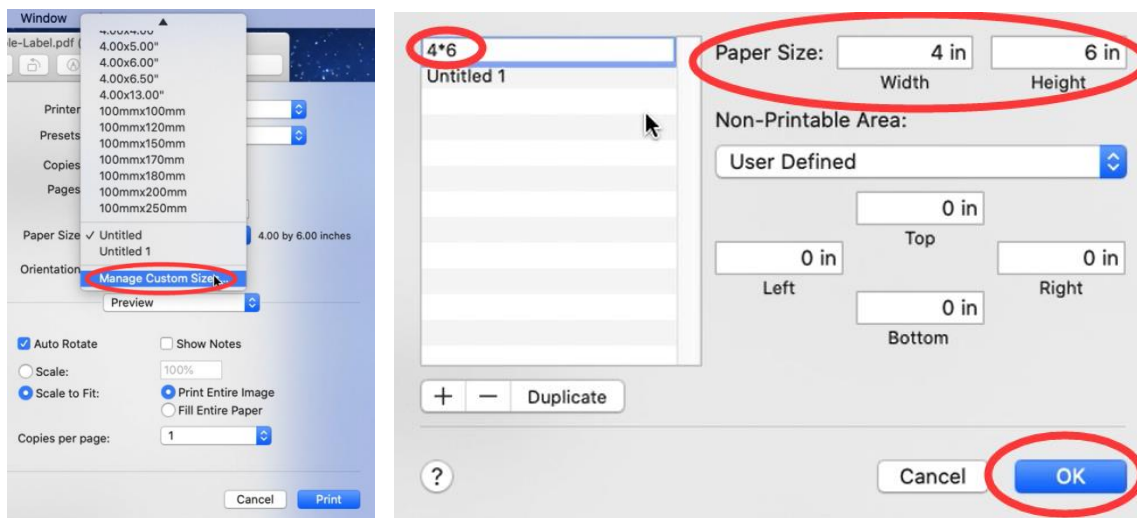 Window
le-Label.pdf (
4.00x4.00"
4.00x5.00"
4.00x6.00"
4.00x6.50"
4.00x13.00"
Printer 100mmx100mm
100mmx120mm
Presets 100mmx150mm
Copies 100mmx170mm
100mmx180mm
Pages 100mmx200mm
100mmx250mm
Paper Size ✓ Untitled 4.00 by 6.00 inches
Untitled 1
Orientation
Manage Custom Size
Preview
Auto Rotate Show Notes
Scale: 100%
Scale to Fit: Print Entire Image
Fill Entire Paper
Copies per page: 1
Cancel Print
4*6
Untitled 1
Paper Size: 4 in 6 in
Width Height
Non-Printable Area:
User Defined
0 in
Top
0 in 0 in
Left Right
0 in
Bottom
+ − Duplicate
? Cancel OK